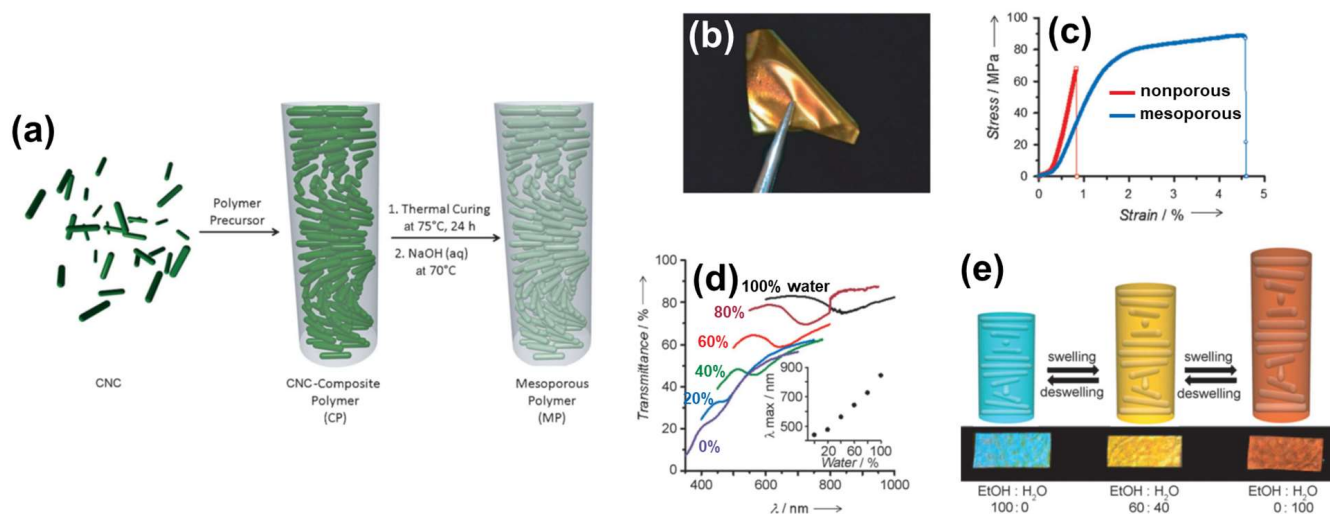 (a)
CNC
Polymer
Precursor
CNC-Composite
Polymer
(CP)
1. Thermal Curing
at 75°C, 24 h
2. NaOH (aq)
at 70°C
Mesoporous
Polymer
(MP)
(b)
(c)
Stress / MPa
100
80
60
40
20
0
nonporous
mesoporous
0 1 2 3 4 5
Strain / %
(d)
Transmittance / %
100
80
60
40
20
0
100% water
80%
60%
40%
20%
0%
λ max / nm
900
700
500
0 20 40 60 80 100
Water / %
400 600 800 1000
λ / nm
(e)
swelling
deswelling
swelling
deswelling
EtOH : H₂O
100 : 0
EtOH : H₂O
60 : 40
EtOH : H₂O
0 : 100